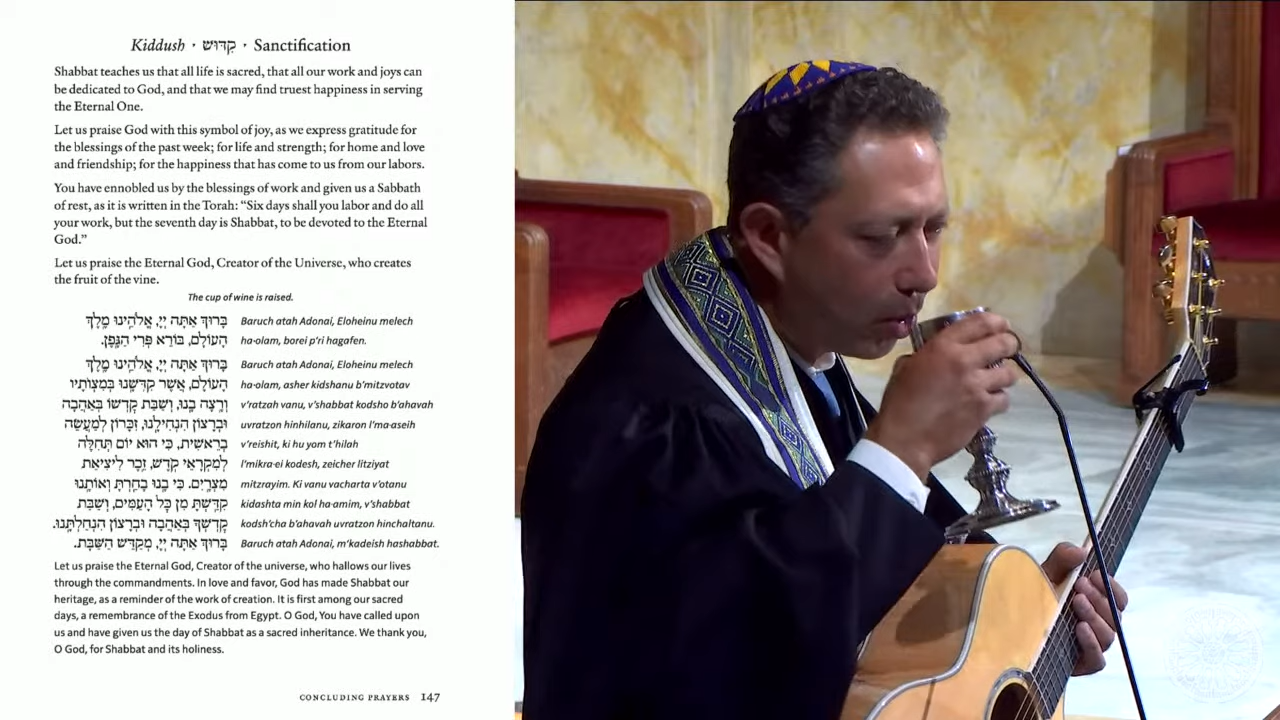 Kiddush · קִדּוּשׁ · Sanctification
Shabbat teaches us that all life is sacred, that all our work and joys can
be dedicated to God, and that we may find truest happiness in serving
the Eternal One.
Let us praise God with this symbol of joy, as we express gratitude for
the blessings of the past week; for life and strength; for home and love
and friendship; for the happiness that has come to us from our labors.
You have ennobled us by the blessings of work and given us a Sabbath
of rest, as it is written in the Torah: “Six days shall you labor and do all
your work, but the seventh day is Shabbat, to be devoted to the Eternal
God.”
Let us praise the Eternal God, Creator of the Universe, who creates
the fruit of the vine.
The cup of wine is raised.
בָּרוּךְ אַתָּה יְיָ, אֱלֹהֵֽינוּ מֶֽלֶךְ
Baruch atah Adonai, Eloheinu melech
הָעוֹלָם, בּוֹרֵא פְּרִי הַגָּֽפֶן.
ha-olam, borei p’ri hagafen.
בָּרוּךְ אַתָּה יְיָ, אֱלֹהֵֽינוּ מֶֽלֶךְ
Baruch atah Adonai, Eloheinu melech
הָעוֹלָם, אֲשֶׁר קִדְּשָֽׁנוּ בְּמִצְוֹתָיו
ha-olam, asher kidshanu b’mitzvotav
וְרָֽצָה בָֽנוּ, וְשַׁבַּת קָדְשׁוֹ בְּאַהֲבָה
v’ratzah vanu, v’shabbat kodsho b’ahavah
וּבְרָצוֹן הִנְחִילָֽנוּ, זִכָּרוֹן לְמַעֲשֵׂה
uvratzon hinhilanu, zikaron l’ma-aseih
בְרֵאשִׁית, כִּי הוּא יוֹם תְּחִלָּה
v’reishit, ki hu yom t’hilah
לְמִקְרָאֵי קֹֽדֶשׁ, זֵֽכֶר לִיצִיאַת
l’mikra-ei kodesh, zeicher litziyat
מִצְרָֽיִם. כִּי בָֽנוּ בָחַֽרְתָּ וְאוֹתָֽנוּ
mitzrayim. Ki vanu vacharta v’otanu
קִדַּֽשְׁתָּ מִן כָּל הָעַמִּים, וְשַׁבַּת
kidashta min kol ha-amim, v’shabbat
קָדְשְׁךָ בְּאַהֲבָה וּבְרָצוֹן הִנְחַלְתָּֽנוּ.
kodsh’cha b’ahavah uvratzon hinchaltanu.
בָּרוּךְ אַתָּה יְיָ, מְקַדֵּשׁ הַשַּׁבָּת.
Baruch atah Adonai, m’kadeish hashabbat.
Let us praise the Eternal God, Creator of the universe, who hallows our lives
through the commandments. In love and favor, God has made Shabbat our
heritage, as a reminder of the work of creation. It is first among our sacred
days, a remembrance of the Exodus from Egypt. O God, You have called upon
us and have given us the day of Shabbat as a sacred inheritance. We thank you,
O God, for Shabbat and its holiness.
CONCLUDING PRAYERS 147